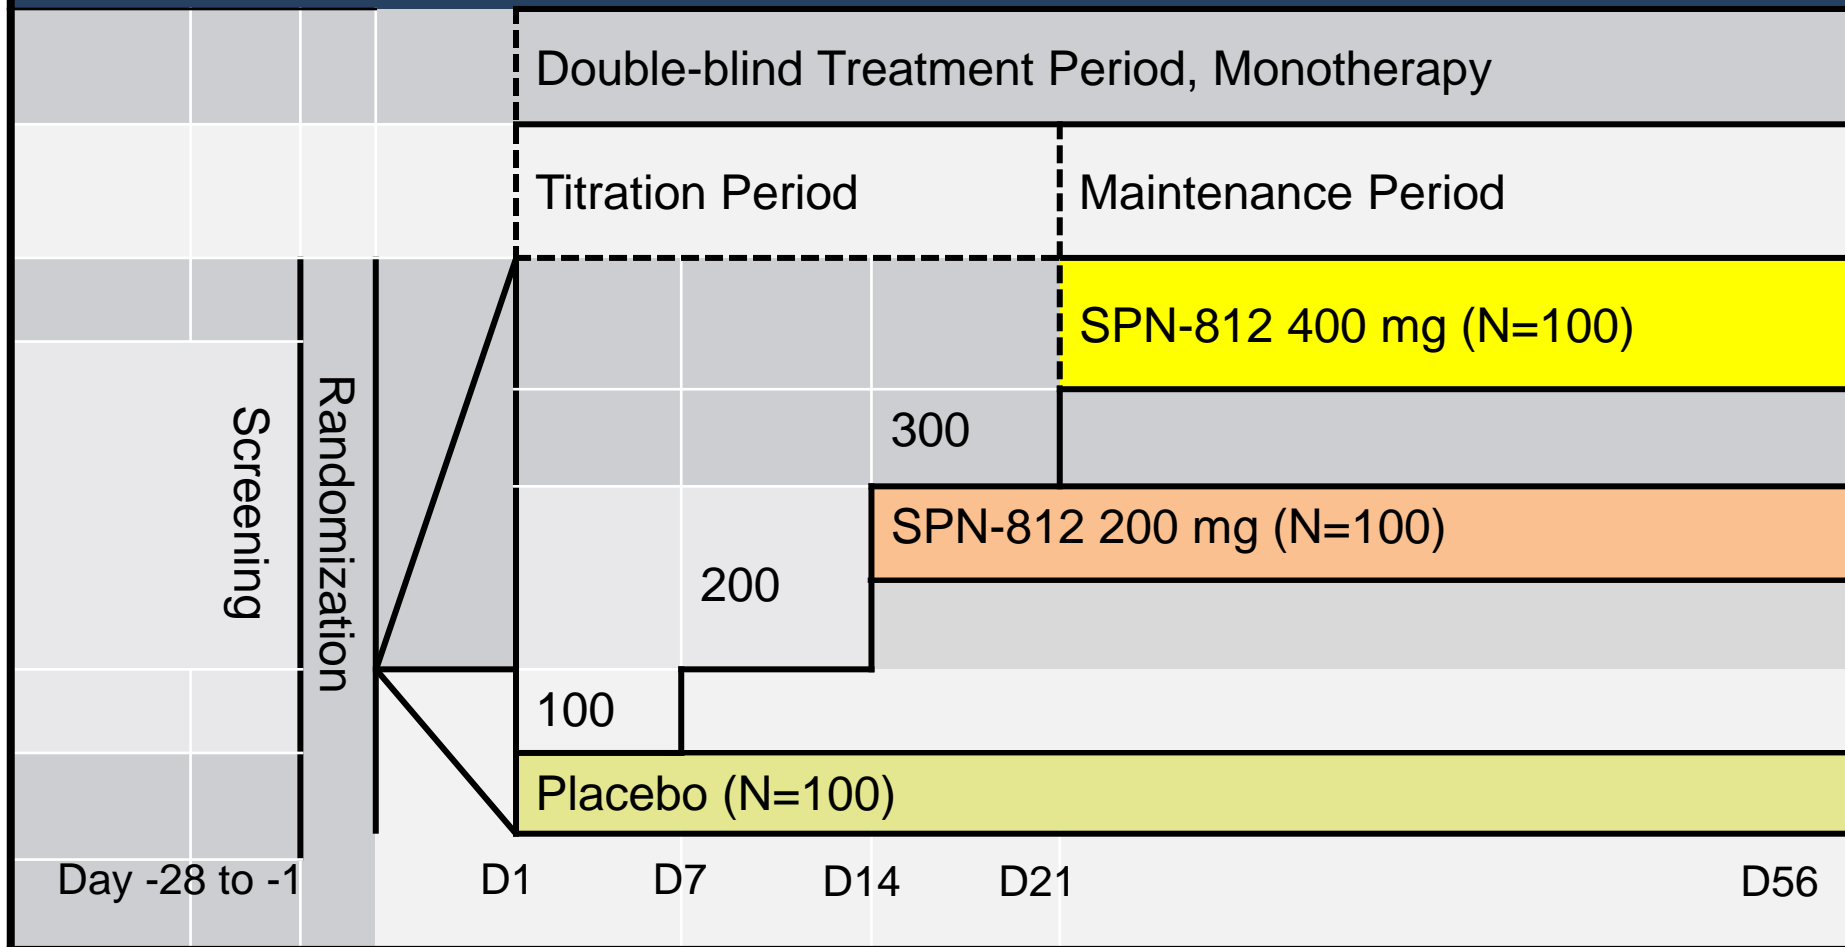 Double-blind Treatment Period, Monotherapy
Titration Period
Maintenance Period
SPN-812 400 mg (N=100)
300
SPN-812 200 mg (N=100)
200
100
Placebo (N=100)
Screening
Randomization
Day -28 to -1
D1
D7
D14
D21
D56